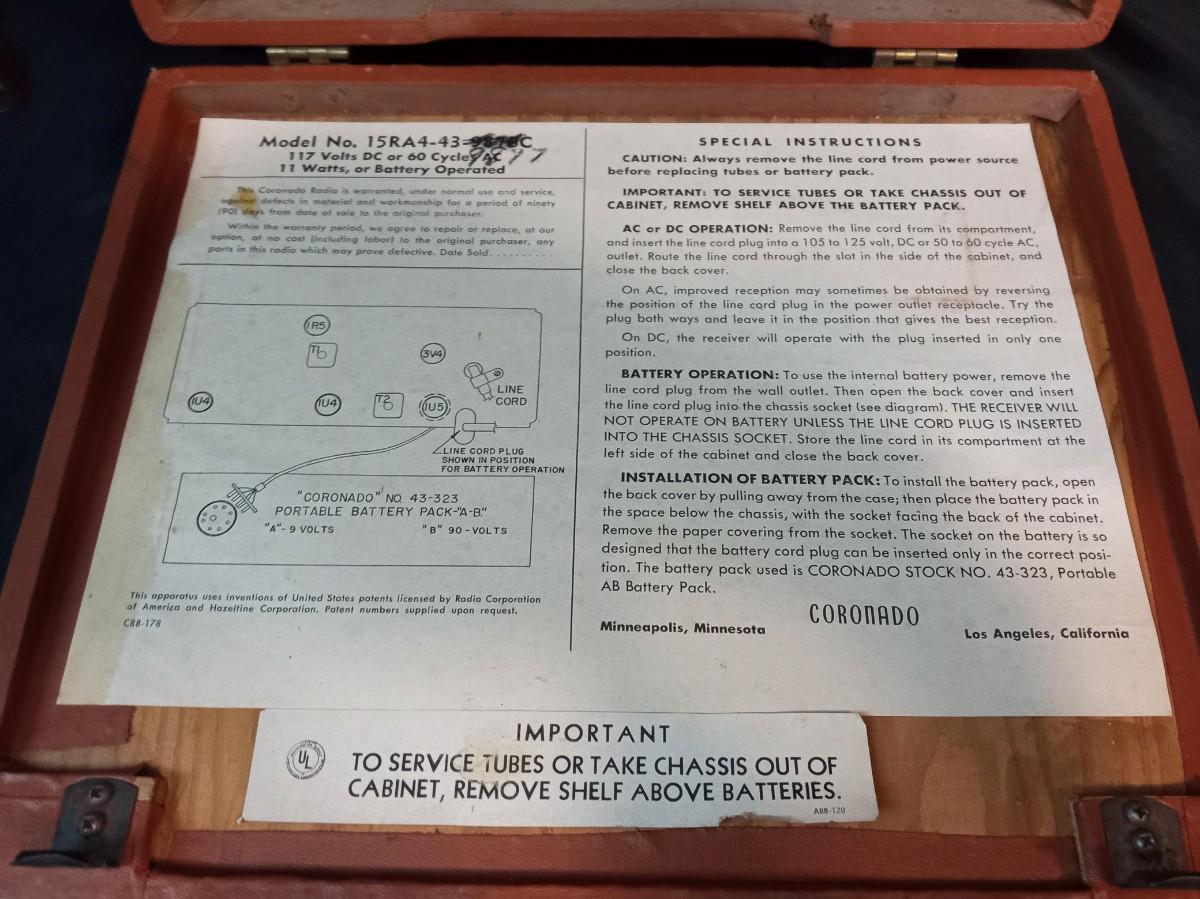 Model No. 15RA4-43-
9877
117 Volts DC or 60 Cycle, AC
11 Watts, or Battery Operated
This Coronado Radio is warranted, under normal use and service,
against defects in material and workmanship for a period of ninety
(90) days from date of sale to the original purchaser.
Within the warranty period, we agree to repair or replace, at our
option, at no cost (including labor) to the original purchaser, any
parts in this radio which may prove defective. Date Sold..........
1R5
T1
3V4
LINE
CORD
1U4
1U4
T2
1U5
LINE CORD PLUG
SHOWN IN POSITION
FOR BATTERY OPERATION
"CORONADO" NO. 43-323
PORTABLE BATTERY PACK-"A-B."
"A"- 9 VOLTS
"B" 90-VOLTS
This apparatus uses inventions of United States patents licensed by Radio Corporation
of America and Hazeltine Corporation. Patent numbers supplied upon request.
C88-178
SPECIAL INSTRUCTIONS
CAUTION: Always remove the line cord from power source
before replacing tubes or battery pack.
IMPORTANT: TO SERVICE TUBES OR TAKE CHASSIS OUT OF
CABINET, REMOVE SHELF ABOVE THE BATTERY PACK.
AC or DC OPERATION: Remove the line cord from its compartment,
and insert the line cord plug into a 105 to 125 volt, DC or 50 to 60 cycle AC,
outlet. Route the line cord through the slot in the side of the cabinet, and
close the back cover.
On AC, improved reception may sometimes be obtained by reversing
the position of the line cord plug in the power outlet receptacle. Try the
plug both ways and leave it in the position that gives the best reception.
On DC, the receiver will operate with the plug inserted in only one
position.
BATTERY OPERATION: To use the internal battery power, remove the
line cord plug from the wall outlet. Then open the back cover and insert
the line cord plug into the chassis socket (see diagram). THE RECEIVER WILL
NOT OPERATE ON BATTERY UNLESS THE LINE CORD PLUG IS INSERTED
INTO THE CHASSIS SOCKET. Store the line cord in its compartment at the
left side of the cabinet and close the back cover.
INSTALLATION OF BATTERY PACK: To install the battery pack, open
the back cover by pulling away from the case; then place the battery pack in
the space below the chassis, with the socket facing the back of the cabinet.
Remove the paper covering from the socket. The socket on the battery is so
designed that the battery cord plug can be inserted only in the correct posi-
tion. The battery pack used is CORONADO STOCK NO. 43-323, Portable
AB Battery Pack.
CORONADO
Minneapolis, Minnesota
Los Angeles, California
IMPORTANT
UL
TO SERVICE TUBES OR TAKE CHASSIS OUT OF
CABINET, REMOVE SHELF ABOVE BATTERIES.
A88-120